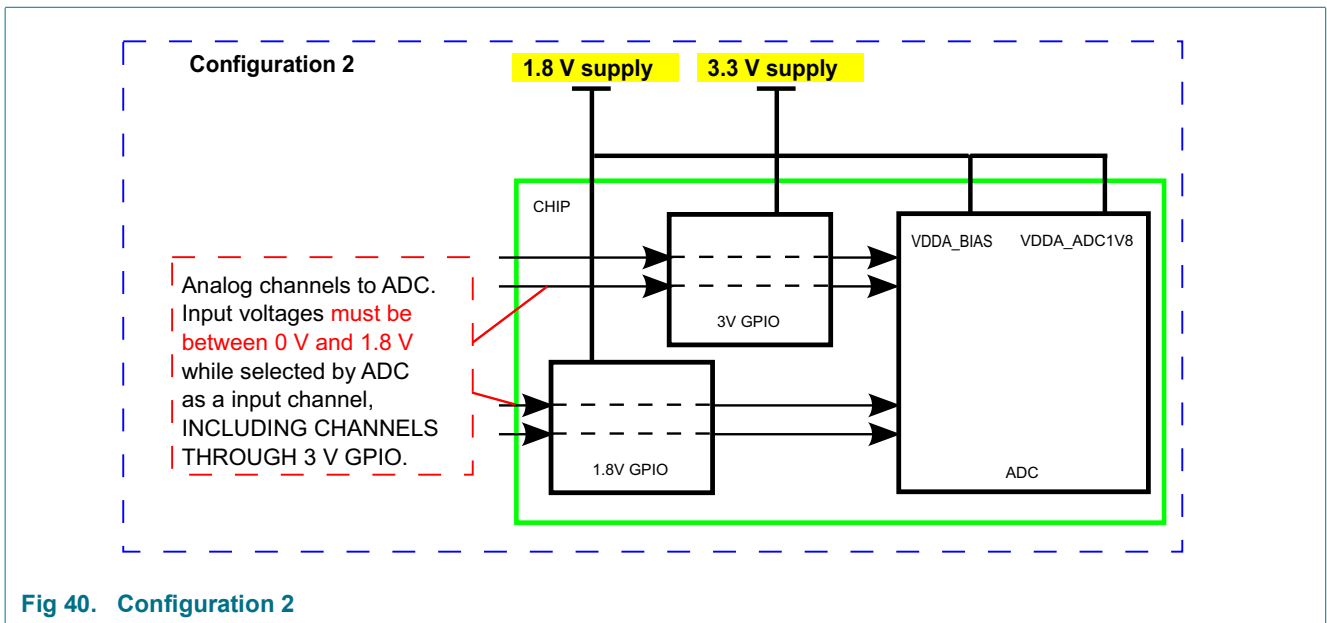 Configuration 2
1.8 V supply
3.3 V supply
CHIP
VDDA_BIAS
VDDA_ADC1V8
Analog channels to ADC.
Input voltages must be
between 0 V and 1.8 V
while selected by ADC
as a input channel,
INCLUDING CHANNELS
THROUGH 3 V GPIO.
3V GPIO
1.8V GPIO
ADC
Fig 40. Configuration 2